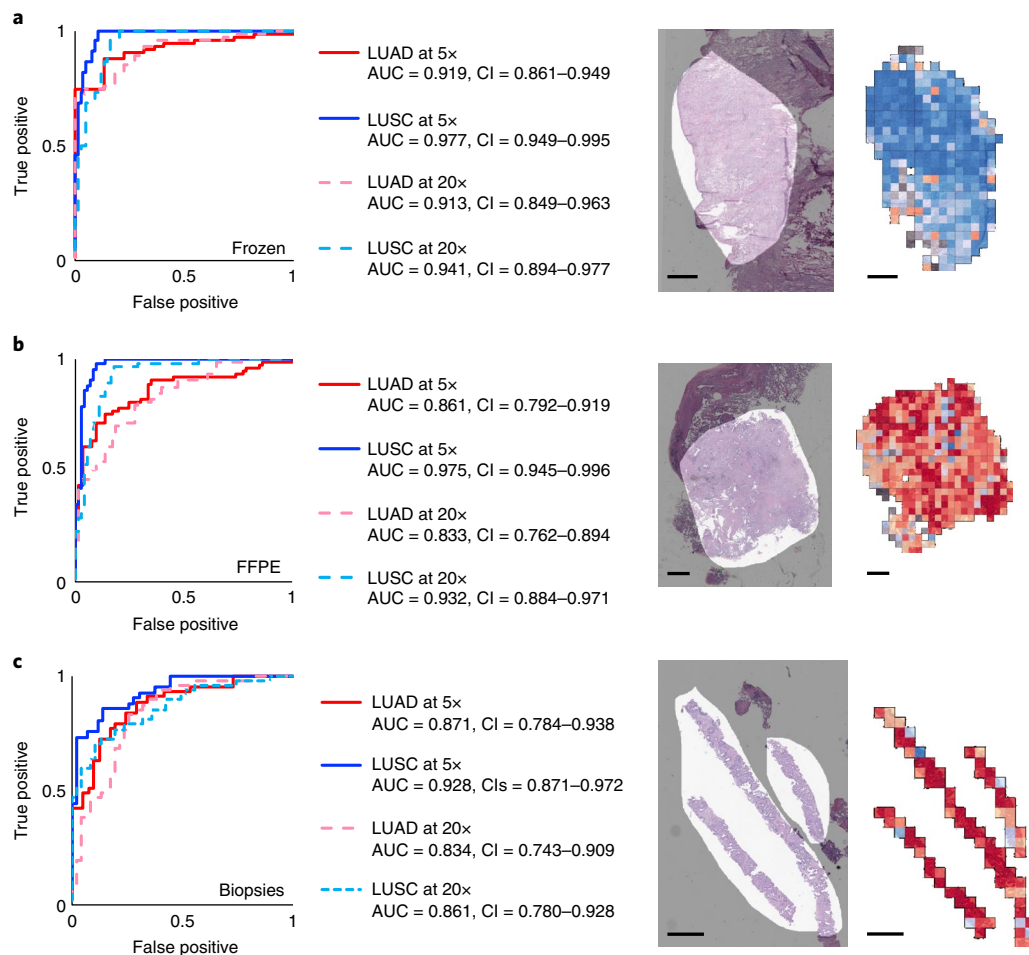 a
1
0.5
0
0.5
1
True positive
False positive
Frozen
LUAD at 5×
AUC = 0.919, CI = 0.861–0.949
LUSC at 5×
AUC = 0.977, CI = 0.949–0.995
LUAD at 20×
AUC = 0.913, CI = 0.849–0.963
LUSC at 20×
AUC = 0.941, CI = 0.894–0.977
b
1
0.5
0
0.5
1
True positive
False positive
FFPE
LUAD at 5×
AUC = 0.861, CI = 0.792–0.919
LUSC at 5×
AUC = 0.975, CI = 0.945–0.996
LUAD at 20×
AUC = 0.833, CI = 0.762–0.894
LUSC at 20×
AUC = 0.932, CI = 0.884–0.971
c
1
0.5
0
0.5
1
True positive
False positive
Biopsies
LUAD at 5×
AUC = 0.871, CI = 0.784–0.938
LUSC at 5×
AUC = 0.928, CIs = 0.871–0.972
LUAD at 20×
AUC = 0.834, CI = 0.743–0.909
LUSC at 20×
AUC = 0.861, CI = 0.780–0.928